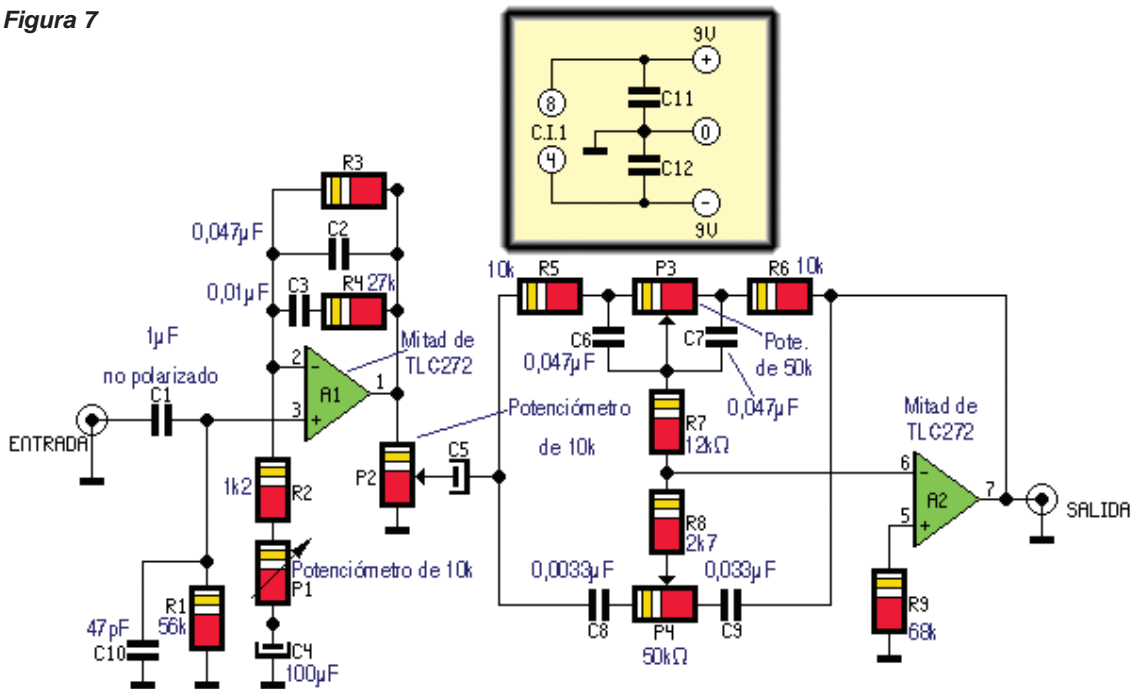 Figura 7
9V
+
8
C11
C.I.1
0
4
C12
-
9V
R3
0,047µF
C2
0,01µF
C3
R4
27k
1µF
no polarizado
C1
2
-
A1
1
3
+
Mitad de
TLC272
ENTRADA
1k2
R2
P2
Potenciómetro
de 10k
C5
Potenciómetro de 10k
P1
R1
56k
47pF
C10
C4
100µF
10k
R5
P3
R6
10k
C6
0,047µF
C7
Pote.
de 50k
0,047µF
R7
12kΩ
R8
2k7
0,0033µF
0,033µF
C8
P4
C9
50kΩ
Mitad de
TLC272
6
-
A2
7
5
+
SALIDA
R9
68k